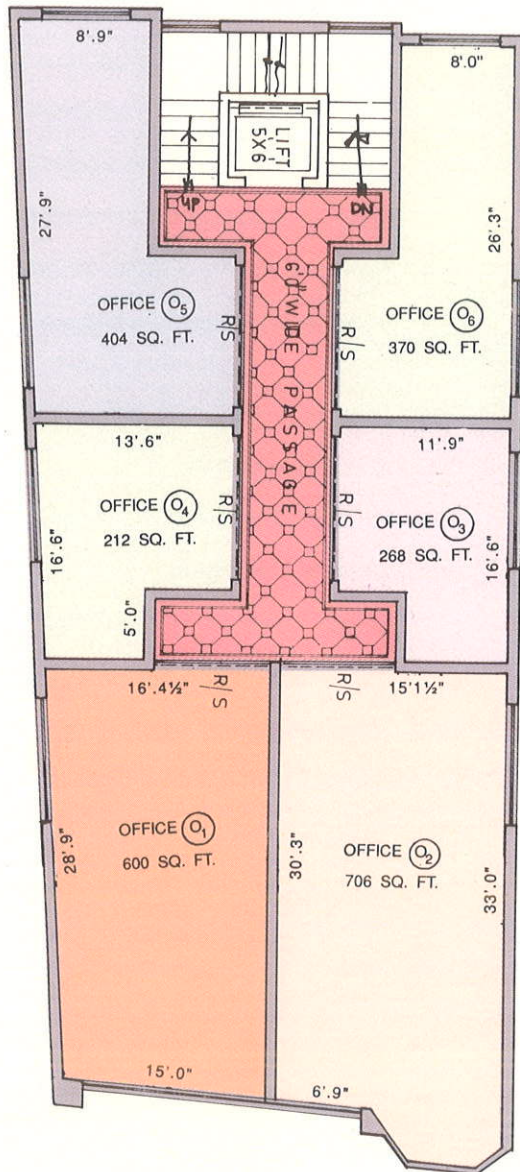 8'.9"
8'.0"
LIFT
5'X6'
UP
DN
27'.9"
26'.3"
6'.0" WIDE PASSAGE
OFFICE O5
404 SQ. FT.
R/S
OFFICE O6
370 SQ. FT.
R/S
13'.6"
11'.9"
OFFICE O4
212 SQ. FT.
R/S
16'.6"
5'.0"
OFFICE O3
268 SQ. FT.
R/S
16'.6"
16'.4½"
R/S
15'1½"
R/S
OFFICE O1
600 SQ. FT.
28'.9"
30'.3"
OFFICE O2
706 SQ. FT.
33'.0"
15'.0"
6'.9"